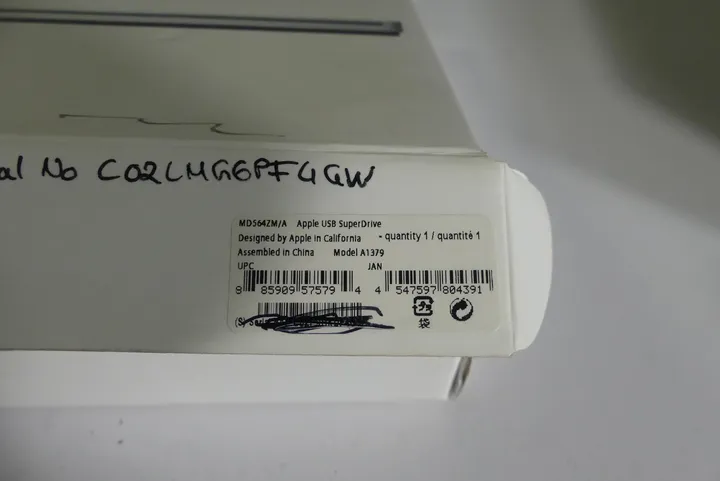 al No C02LMG6PF4GW
MD564ZM/A Apple USB SuperDrive
Designed by Apple in California - quantity 1 / quantité 1
Assembled in China Model A1379
UPC JAN
8 85909 57579 4 4 547597 804391
(S) Seri
袋